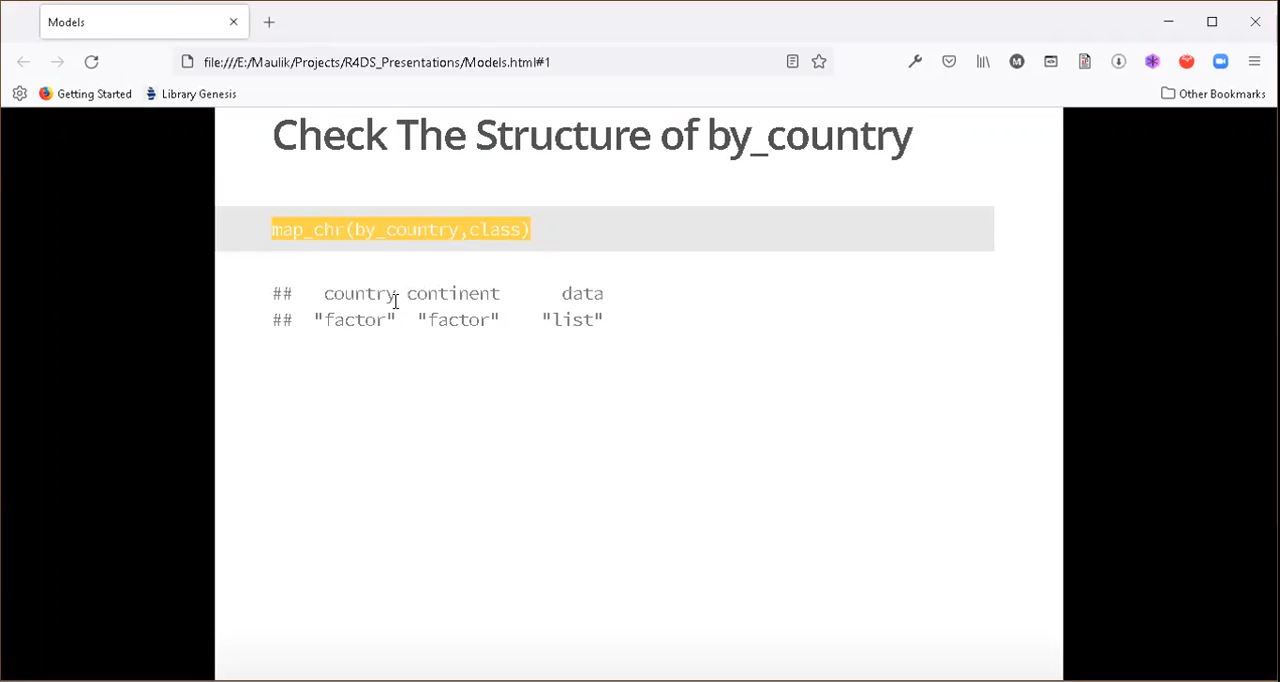 Models
file:///E:/Maulik/Projects/R4DS_Presentations/Models.html#1
Getting Started
Library Genesis
Other Bookmarks
Check The Structure of by_country
map_chr(by_country,class)
##   country continent      data
##  "factor"  "factor"    "list"